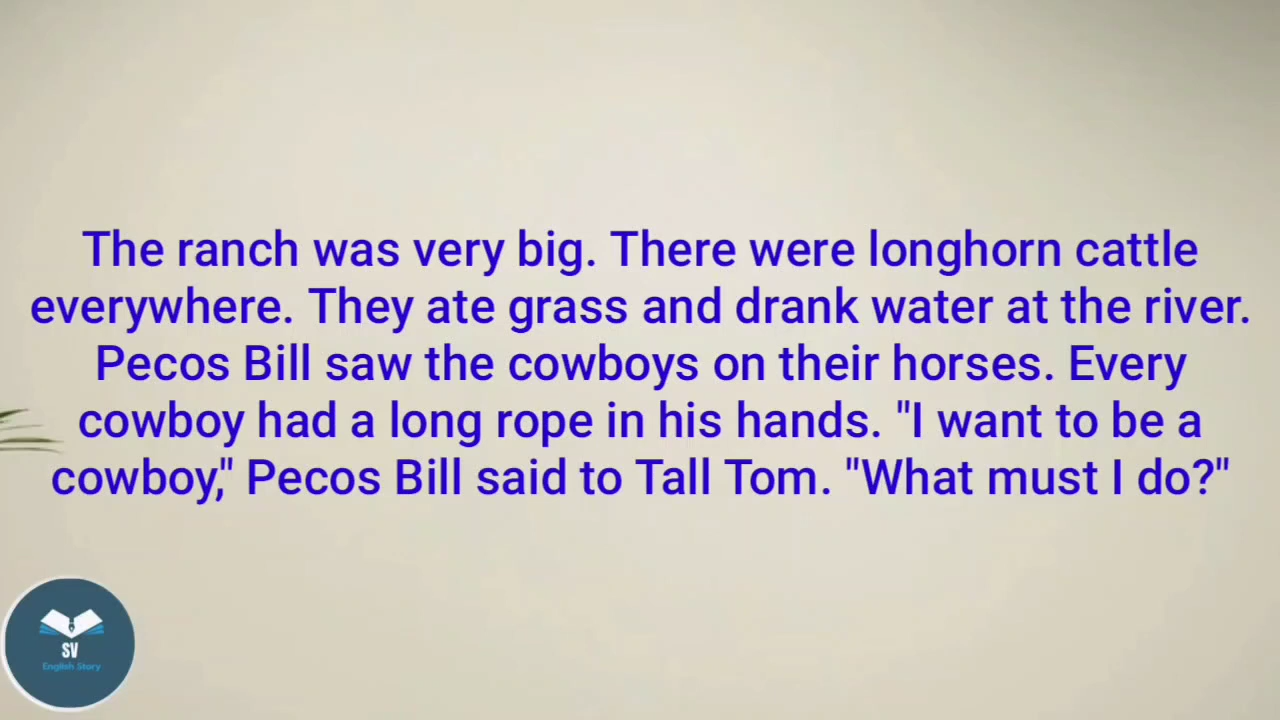 The ranch was very big. There were longhorn cattle
everywhere. They ate grass and drank water at the river.
Pecos Bill saw the cowboys on their horses. Every
cowboy had a long rope in his hands. "I want to be a
cowboy," Pecos Bill said to Tall Tom. "What must I do?"
SV
English Story